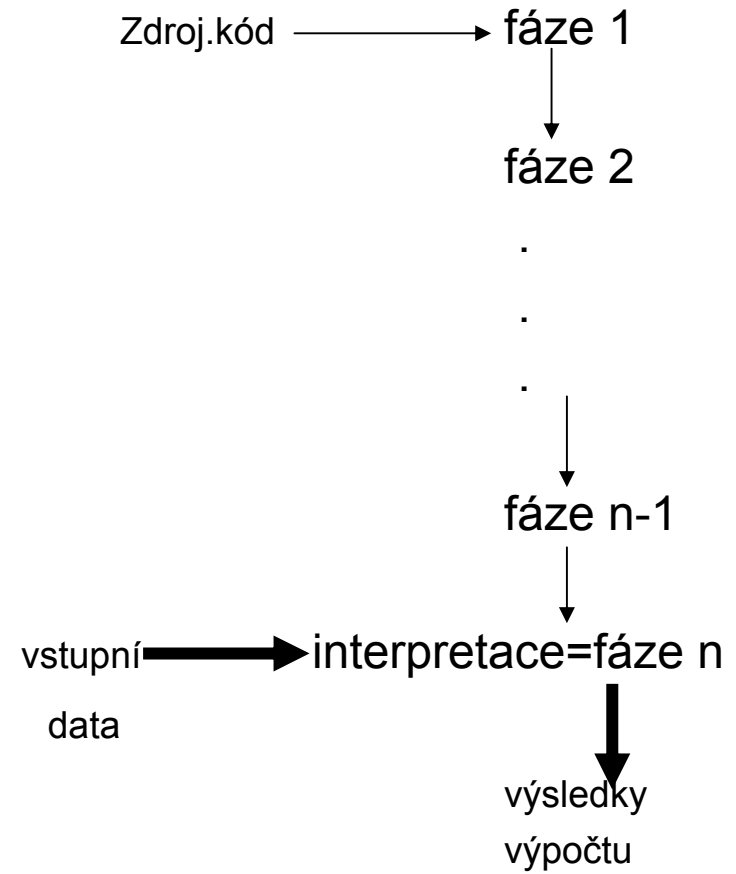 Zdroj.kód
fáze 1
fáze 2
.
.
.
fáze n-1
vstupní
data
interpretace=fáze n
výsledky
výpočtu